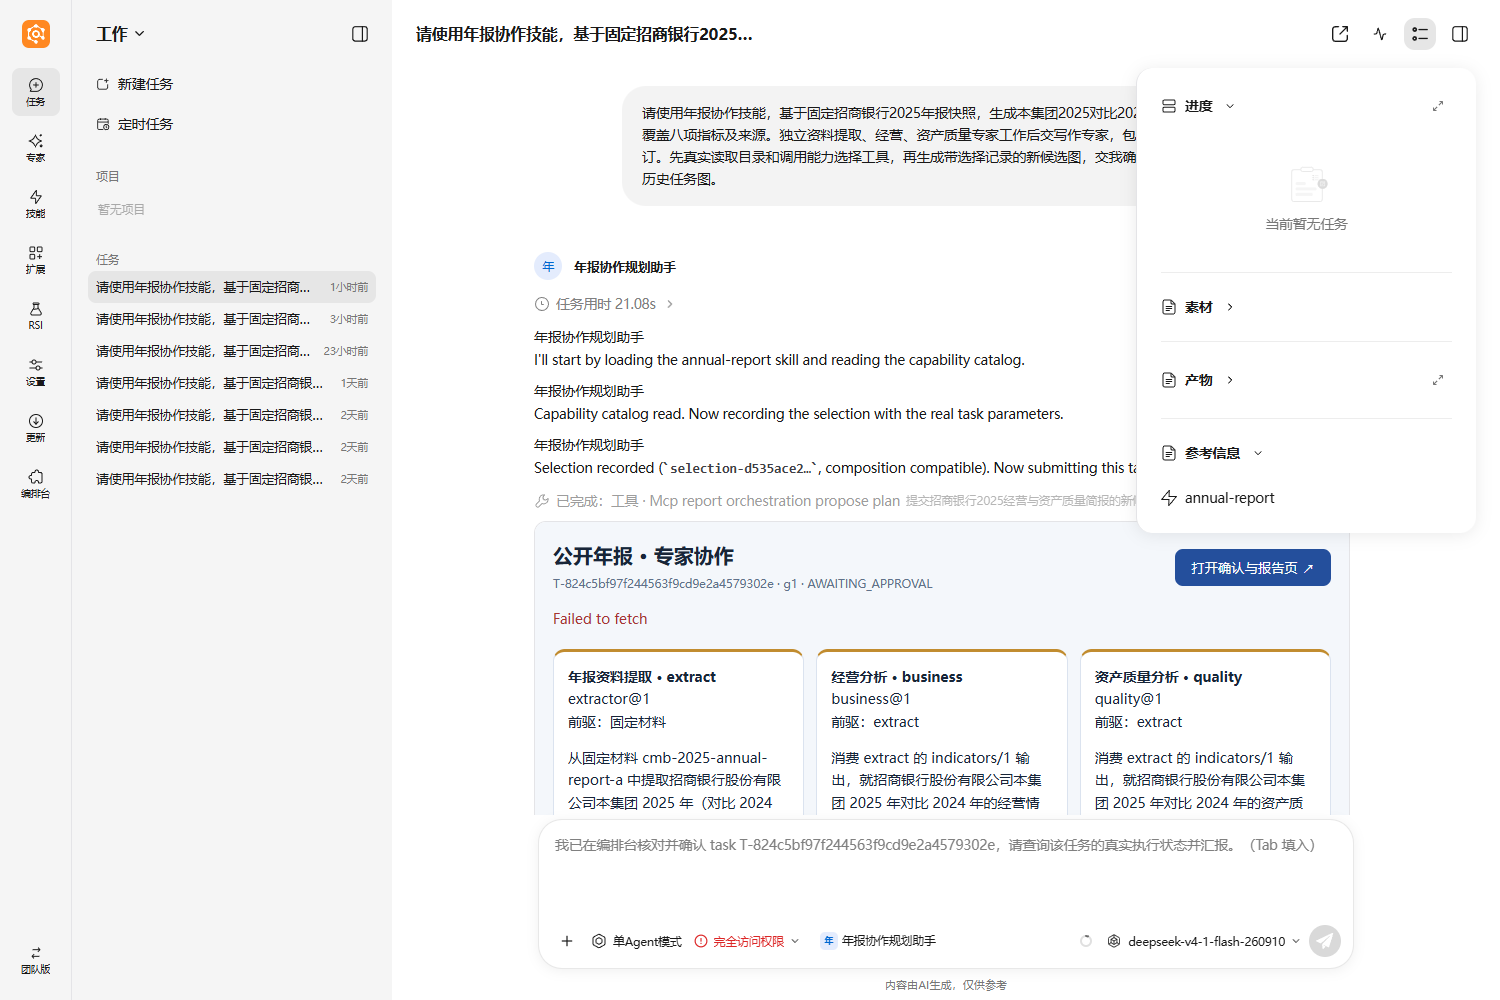 任务
专家
技能
扩展
RSI
设置
更新
编排台
团队版
工作
新建任务
定时任务
项目
暂无项目
任务
请使用年报协作技能，基于固定招商... 1小时前
请使用年报协作技能，基于固定招商... 3小时前
请使用年报协作技能，基于固定招商... 23小时前
请使用年报协作技能，基于固定招商银... 1天前
请使用年报协作技能，基于固定招商银... 2天前
请使用年报协作技能，基于固定招商银... 2天前
请使用年报协作技能，基于固定招商银... 2天前
请使用年报协作技能，基于固定招商银行2025...
请使用年报协作技能，基于固定招商银行2025年报快照，生成本集团2025对比202
覆盖八项指标及来源。独立资料提取、经营、资产质量专家工作后交写作专家，包
订。先真实读取目录和调用能力选择工具，再生成带选择记录的新候选图，交我确
历史任务图。
年 年报协作规划助手
任务用时 21.08s
年报协作规划助手
I'll start by loading the annual-report skill and reading the capability catalog.
年报协作规划助手
Capability catalog read. Now recording the selection with the real task parameters.
年报协作规划助手
Selection recorded (`selection-d535ace2…`, composition compatible). Now submitting this ta
已完成：工具 · Mcp report orchestration propose plan 提交招商银行2025经营与资产质量简报的新
公开年报 • 专家协作
T-824c5bf97f244563f9cd9e2a4579302e · g1 · AWAITING_APPROVAL
打开确认与报告页 ↗
Failed to fetch
年报资料提取 • extract
extractor@1
前驱：固定材料
从固定材料 cmb-2025-annual-
report-a 中提取招商银行股份有限
公司本集团 2025 年（对比 2024
经营分析 • business
business@1
前驱：extract
消费 extract 的 indicators/1 输
出，就招商银行股份有限公司本集
团 2025 年对比 2024 年的经营情
资产质量分析 • quality
quality@1
前驱：extract
消费 extract 的 indicators/1 输
出，就招商银行股份有限公司本集
团 2025 年对比 2024 年的资产质
我已在编排台核对并确认 task T-824c5bf97f244563f9cd9e2a4579302e，请查询该任务的真实执行状态并汇报。（Tab 填入）
单Agent模式
完全访问权限
年 年报协作规划助手
deepseek-v4-1-flash-260910
内容由AI生成，仅供参考
进度
当前暂无任务
素材
产物
参考信息
annual-report